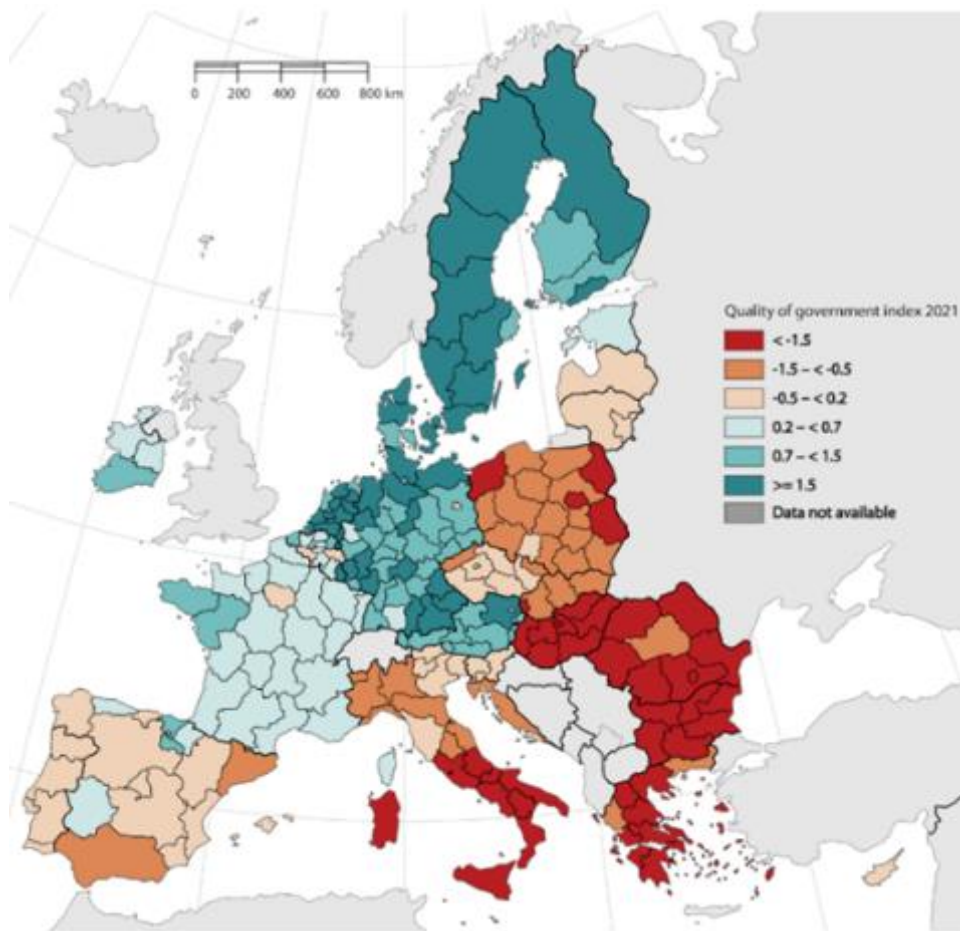 0 200 400 600 800 km
Quality of government index 2021
< -1.5
-1.5 – < -0.5
-0.5 – < 0.2
0.2 – < 0.7
0.7 – < 1.5
>= 1.5
Data not available